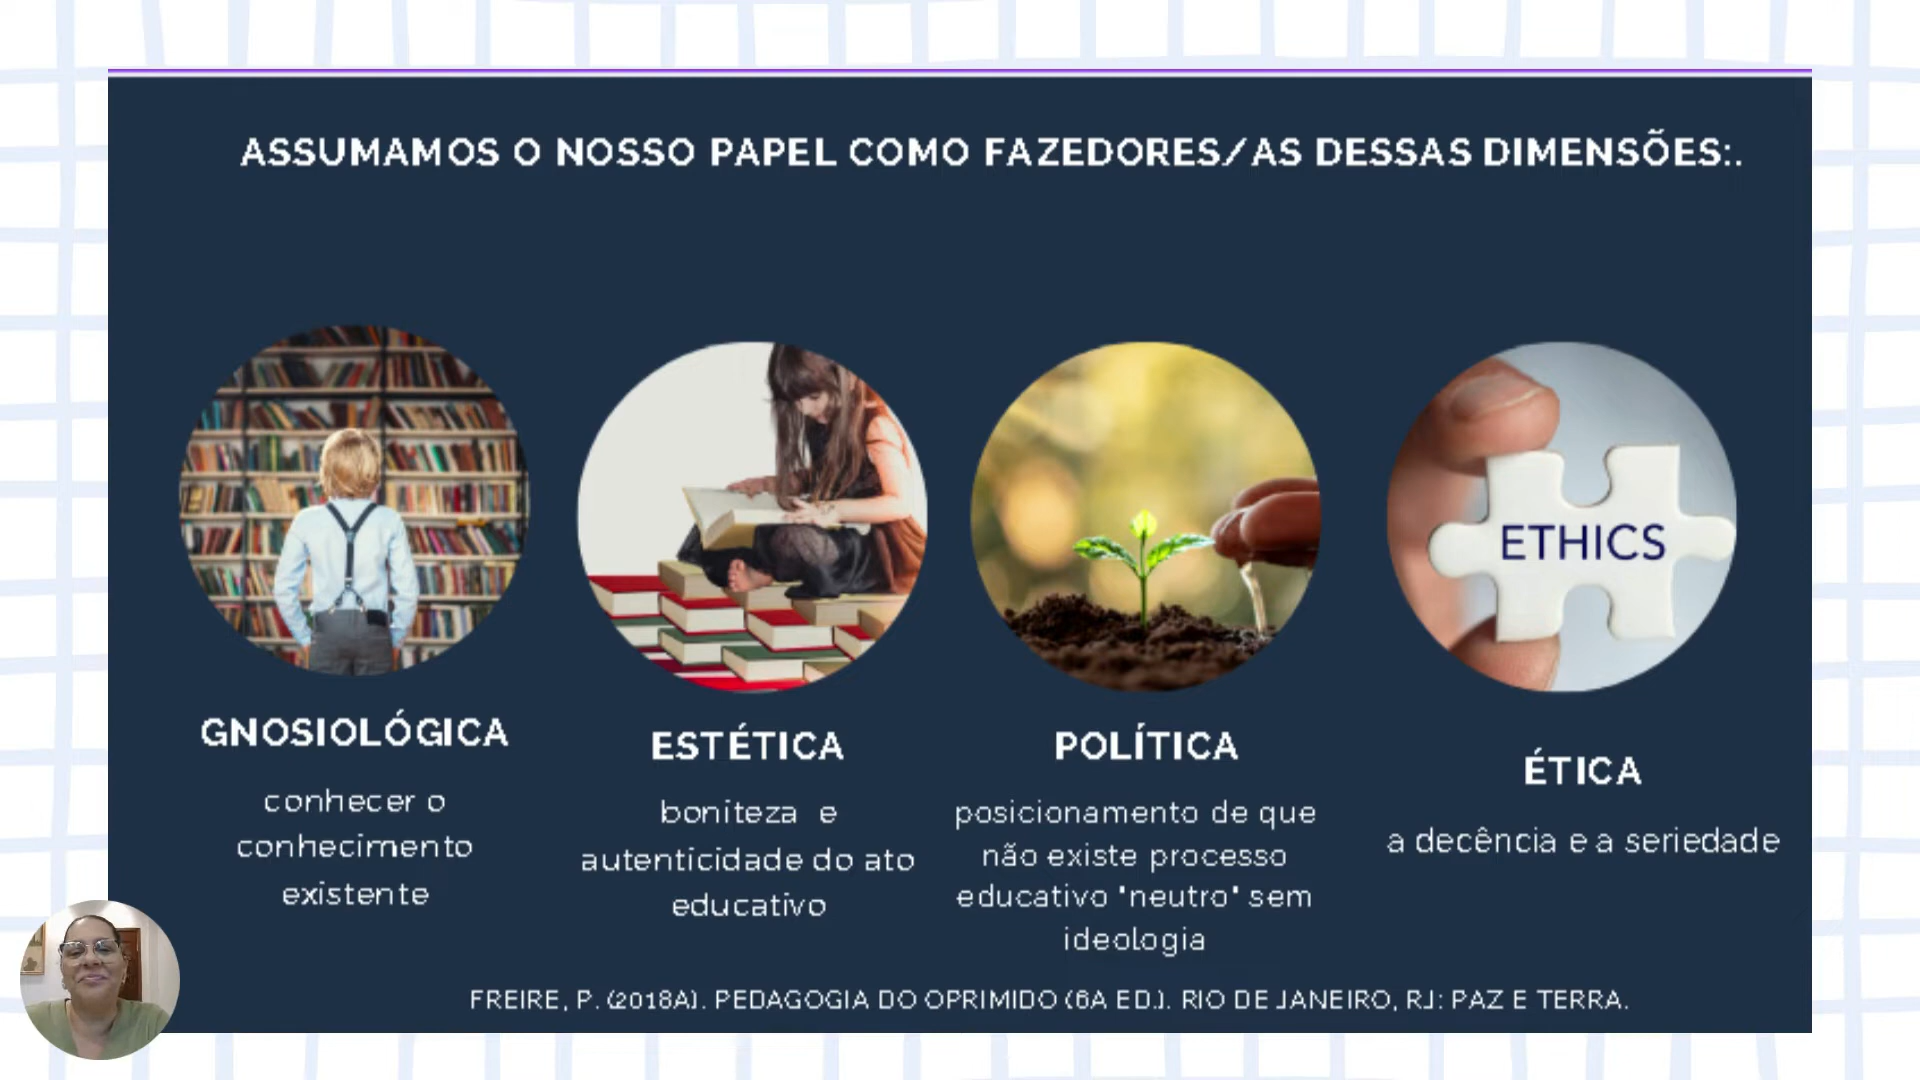 ASSUMAMOS O NOSSO PAPEL COMO FAZEDORES/AS DESSAS DIMENSÕES:.
ETHICS
GNOSIOLÓGICA
conhecer o
conhecimento
existente
ESTÉTICA
boniteza e
autenticidade do ato
educativo
POLÍTICA
posicionamento de que
não existe processo
educativo "neutro" sem
ideologia
ÉTICA
a decência e a seriedade
FREIRE, P. (2018A). PEDAGOGIA DO OPRIMIDO (6A ED.). RIO DE JANEIRO, RJ: PAZ E TERRA.